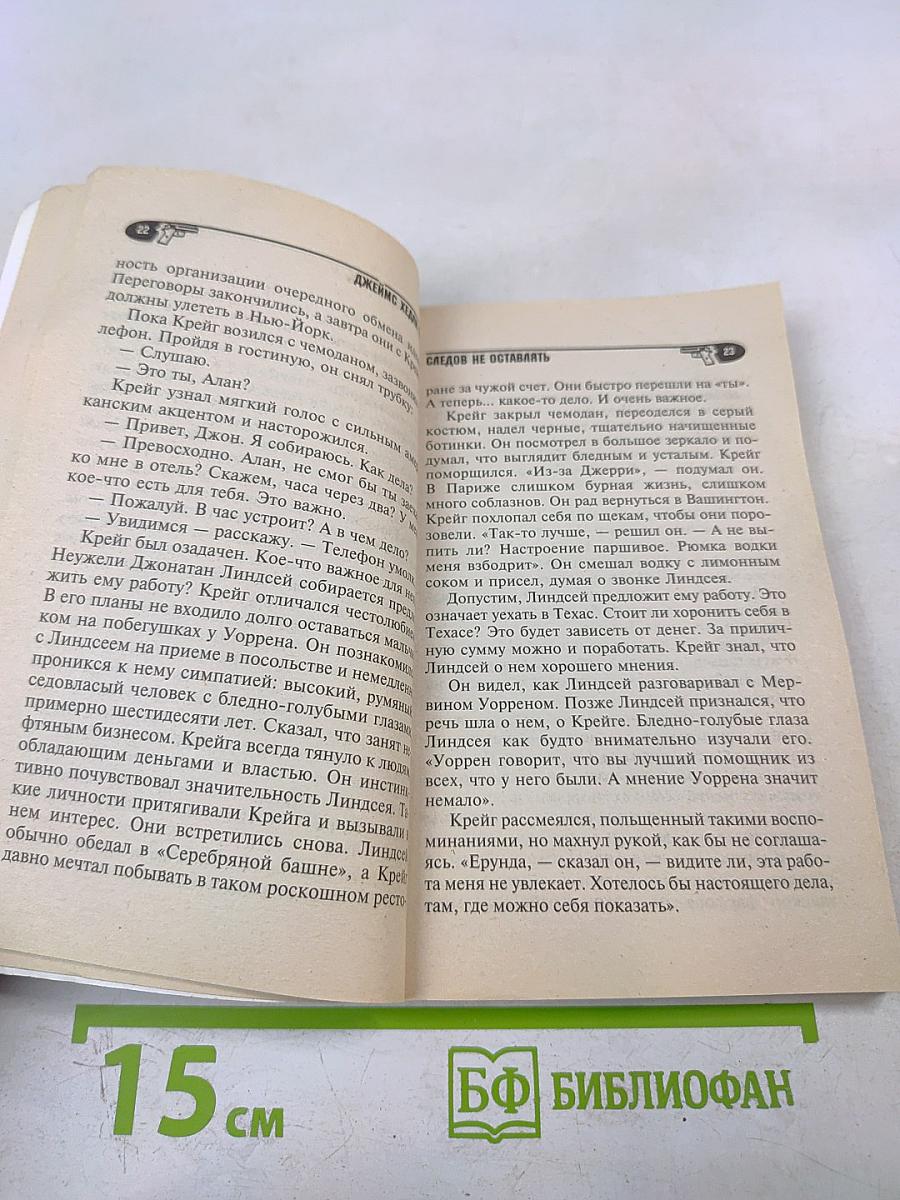 22
ДЖЕЙМС
ность организации очередного обмена
Переговоры закончились, а завтра они с
должны улететь в Нью-Йорк.
Пока Крейг возился с чемоданом,
лефон. Пройдя в гостиную, он снял трубку:
— Слушаю.
— Это ты, Алан?
Крейг узнал мягкий голос с сильным
канским акцентом и насторожился.
— Привет, Джон. Я собираюсь. Как дела?
— Превосходно. Алан, не смог бы ты
ко мне в отель? Скажем, часа через два? У
кое-что есть для тебя. Это важно.
— Пожалуй. В час устроит? А в чем дело?
— Увидимся — расскажу. — Телефон умолк
Крейг был озадачен. Кое-что важное для
Неужели Джонатан Линдсей собирается
жить ему работу? Крейг отличался честолюбие
В его планы не входило долго оставаться мальч
ком на побегушках у Уоррена. Он познакомил
с Линдсеем на приеме в посольстве и немедлен
проникся к нему симпатией: высокий, румяный
седовласый человек с бледно-голубыми глазами
примерно шестидесяти лет. Сказал, что занят не
фтяным бизнесом. Крейга всегда тянуло к людям
обладающим деньгами и властью. Он инстинк
тивно почувствовал значительность Линдсея. Та
кие личности притягивали Крейга и вызывали в
нем интерес. Они встретились снова. Линдсей
обычно обедал в «Серебряной башне», а Крейг
давно мечтал побывать в таком роскошном ресто-
СЛЕДОВ НЕ ОСТАВЛЯТЬ
23
ране за чужой счет. Они быстро перешли на «ты».
А теперь... какое-то дело. И очень важное.
Крейг закрыл чемодан, переоделся в серый
костюм, надел черные, тщательно начищенные
ботинки. Он посмотрел в большое зеркало и по-
думал, что выглядит бледным и усталым. Крейг
поморщился. «Из-за Джерри», — подумал он.
В Париже слишком бурная жизнь, слишком
много соблазнов. Он рад вернуться в Вашингтон.
Крейг похлопал себя по щекам, чтобы они поро-
зовели. «Так-то лучше, — решил он. — А не вы-
пить ли? Настроение паршивое. Рюмка водки
меня взбодрит». Он смешал водку с лимонным
соком и присел, думая о звонке Линдсея.
Допустим, Линдсей предложит ему работу. Это
означает уехать в Техас. Стоит ли хоронить себя в
Техасе? Это будет зависеть от денег. За прилич-
ную сумму можно и поработать. Крейг знал, что
Линдсей о нем хорошего мнения.
Он видел, как Линдсей разговаривал с Мер-
вином Уорреном. Позже Линдсей признался, что
речь шла о нем, о Крейге. Бледно-голубые глаза
Линдсея как будто внимательно изучали его.
«Уоррен говорит, что вы лучший помощник из
всех, что у него были. А мнение Уоррена значит
немало».
Крейг рассмеялся, польщенный такими воспо-
минаниями, но махнул рукой, как бы не соглаша-
ясь. «Ерунда, — сказал он, — видите ли, эта рабо-
та меня не увлекает. Хотелось бы настоящего дела,
там, где можно себя показать».
15 см
БФ БИБЛИОФАН